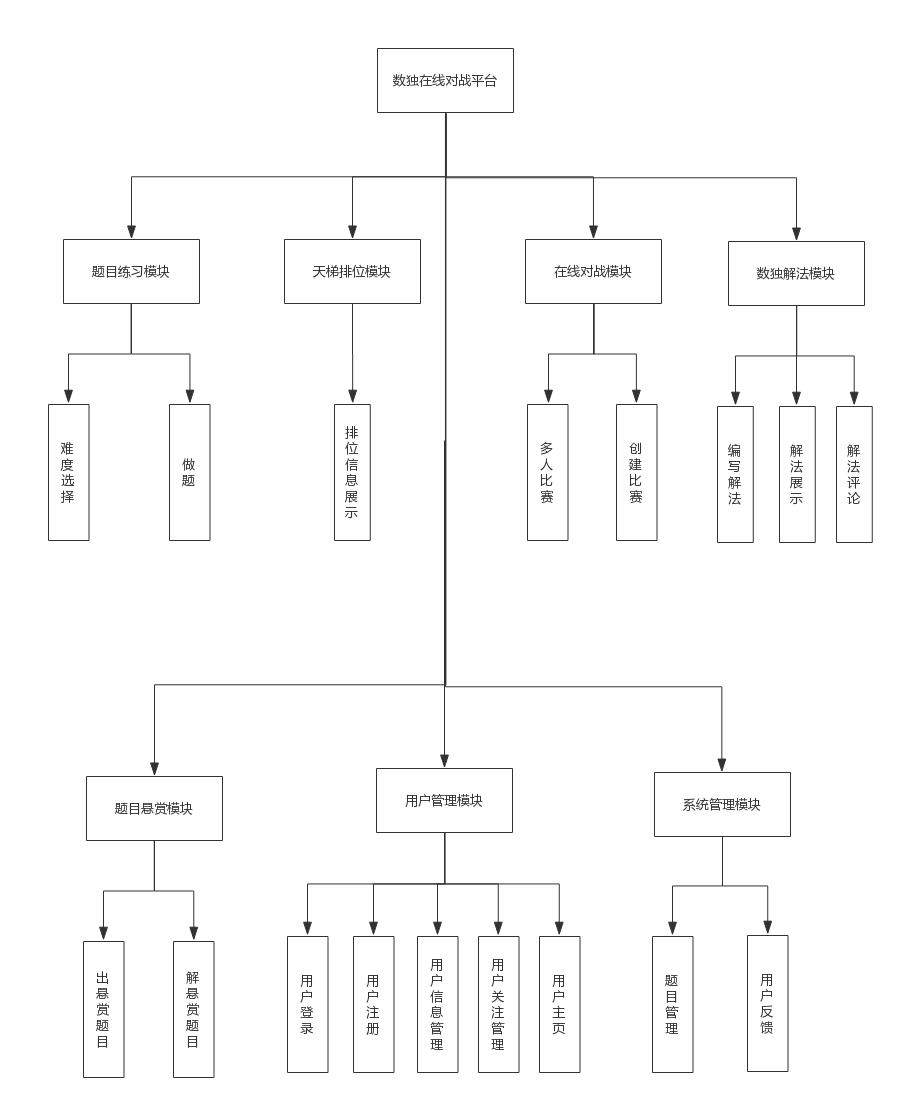 数独在线对战平台
题目练习模块
天梯排位模块
在线对战模块
数独解法模块
难度选择
做题
排位信息展示
多人比赛
创建比赛
编写解法
解法展示
解法评论
题目悬赏模块
用户管理模块
系统管理模块
出悬赏题目
解悬赏题目
用户登录
用户注册
用户信息管理
用户关注管理
用户主页
题目管理
用户反馈